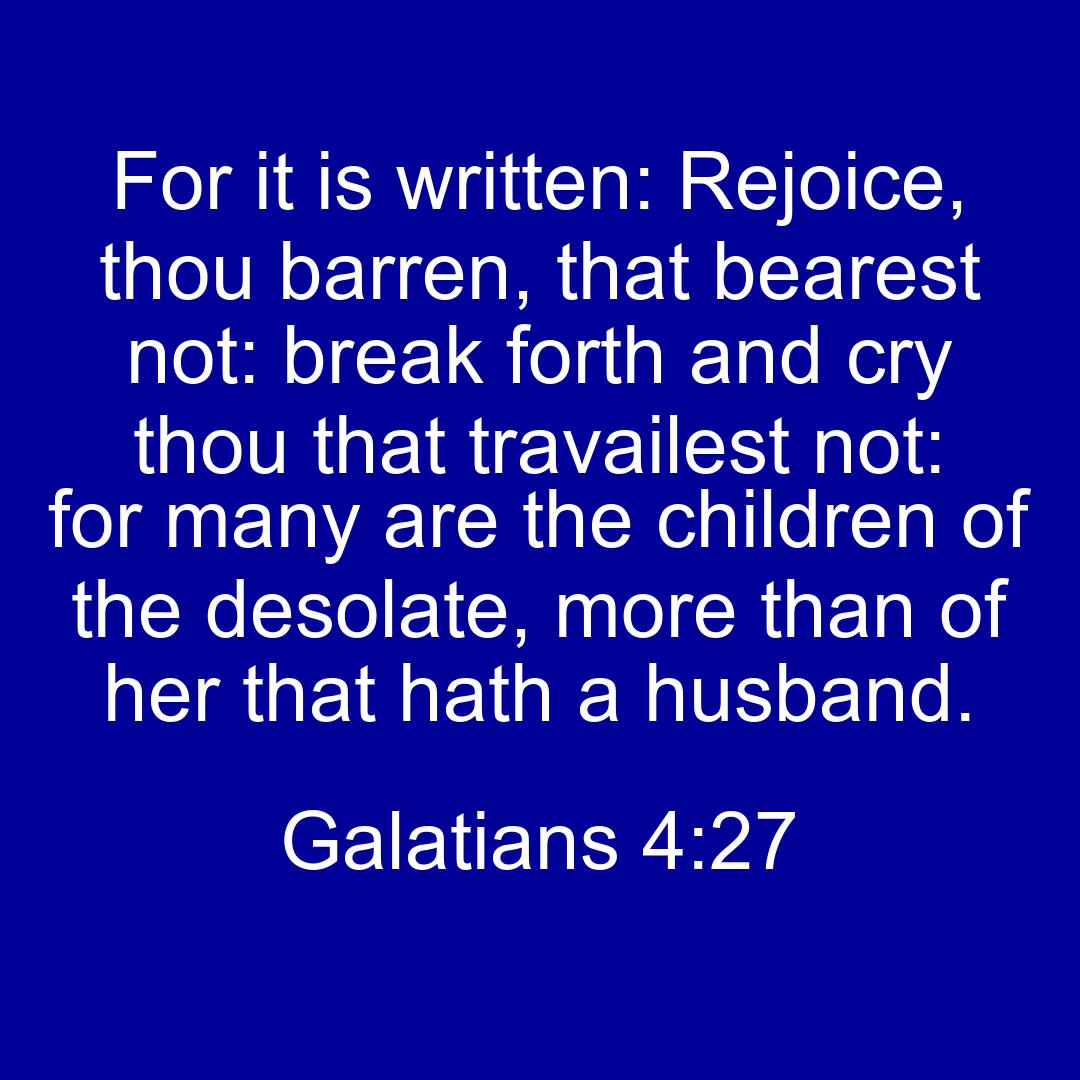 For it is written: Rejoice,
thou barren, that bearest
not: break forth and cry
thou that travailest not:
for many are the children of
the desolate, more than of
her that hath a husband.
Galatians 4:27